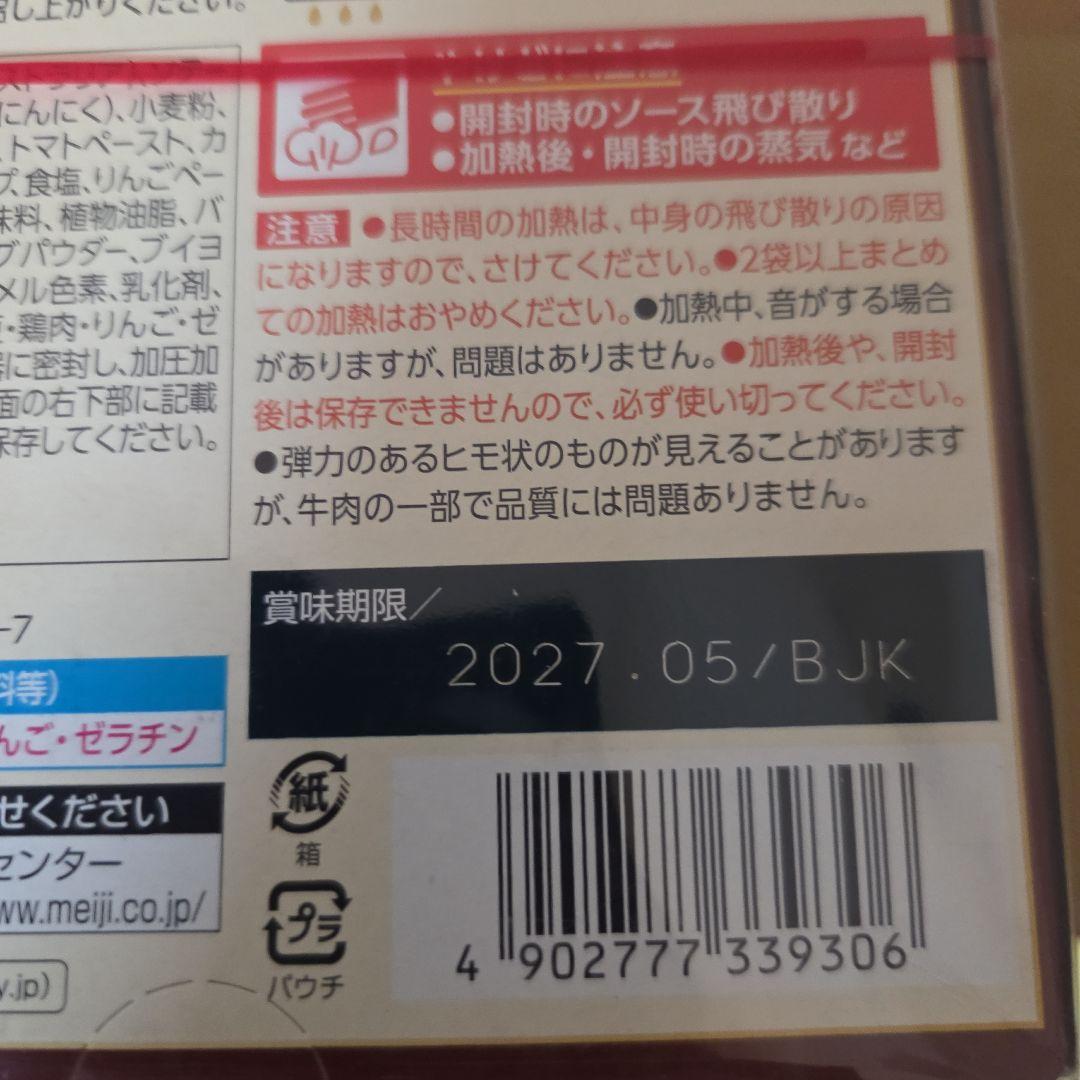 召し上がりください。
にんにく)、小麦粉、
トマトペースト、カ
プ、食塩、りんごペー
味料、植物油脂、バ
グパウダー、ブイヨ
メル色素、乳化剤、
・鶏肉・りんご・ゼ
に密封し、加圧加
面の右下部に記載
保存してください。
-7
料等)
んご・ゼラチン
せください
センター
ww.meiji.co.jp/
y.jp)
●開封時のソース飛び散り
●加熱後・開封時の蒸気 など
注意 ●長時間の加熱は、中身の飛び散りの原因
になりますので、さけてください。●2袋以上まとめ
ての加熱はおやめください。●加熱中、音がする場合
がありますが、問題はありません。●加熱後や、開封
後は保存できませんので、必ず使い切ってください。
●弾力のあるヒモ状のものが見えることがあります
が、牛肉の一部で品質には問題ありません。
賞味期限/
2027.05/BJK
紙
箱
プラ
パウチ
4 902777 339306